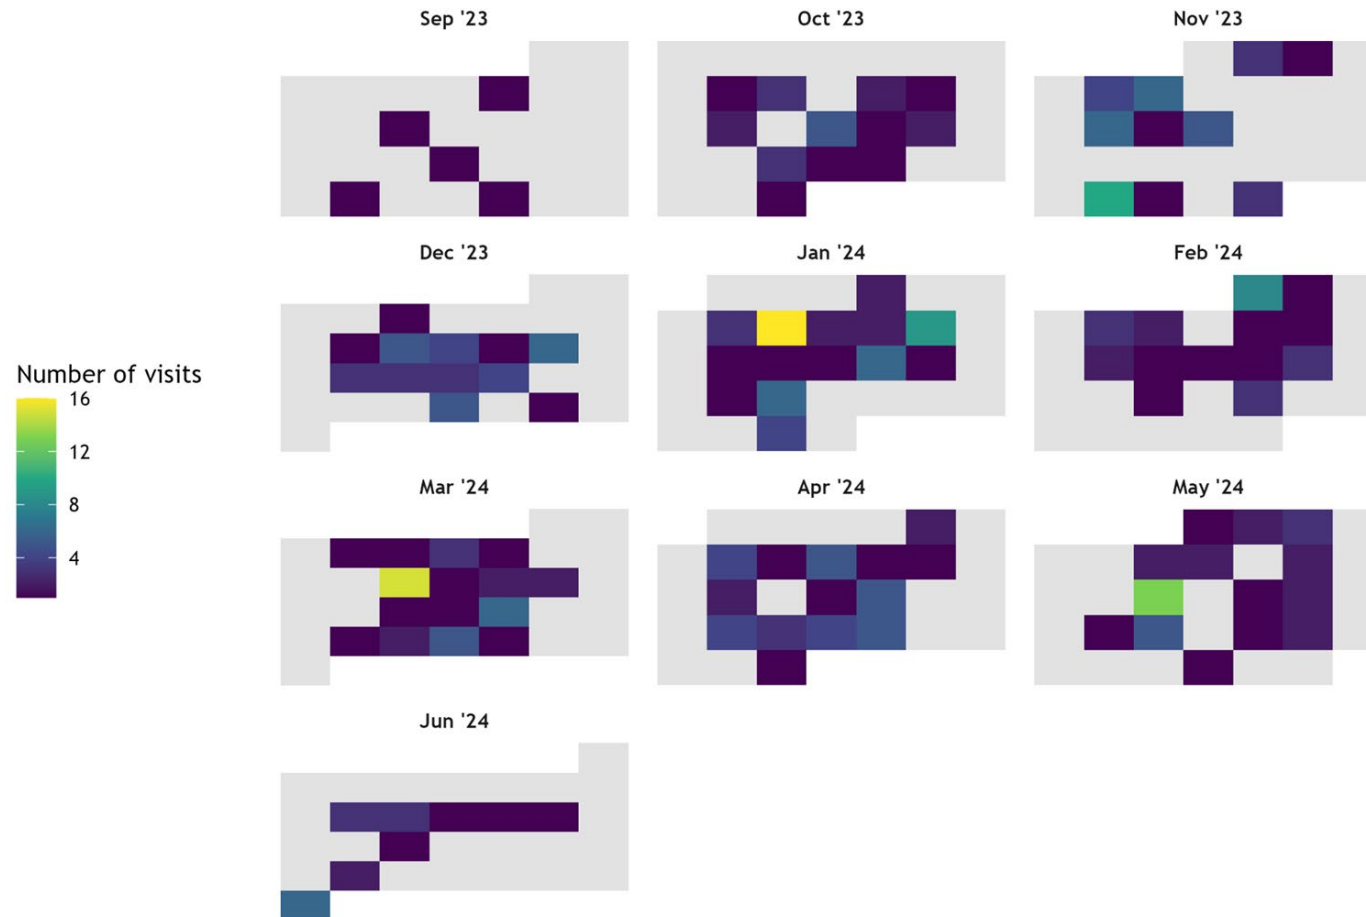 Sep '23
Oct '23
Nov '23
Dec '23
Jan '24
Feb '24
Number of visits
16
12
8
4
Mar '24
Apr '24
May '24
Jun '24